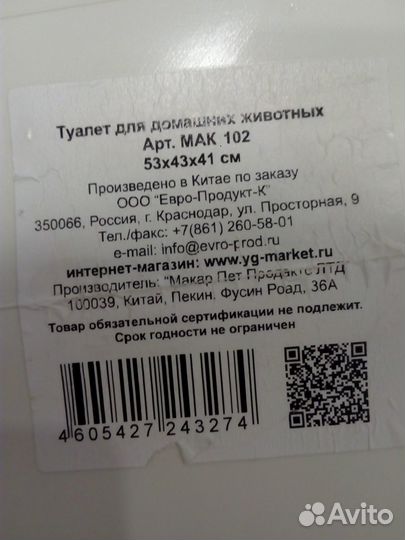 Туалет для домашних животных
Арт. МАК 102
53х43х41 см
Произведено в Китае по заказу
ООО "Евро-Продукт-К"
350066, Россия, г. Краснодар, ул. Просторная, 9
Тел./факс: +7(861) 260-58-01
e-mail: info@evro-prod.ru
интернет-магазин: www.yg-market.ru
Производитель: "Макар Пет Продактс ЛТД"
100039, Китай, Пекин, Фусин Роад, 36А
Товар обязательной сертификации не подлежит.
Срок годности не ограничен
4 605427 243274
Avito